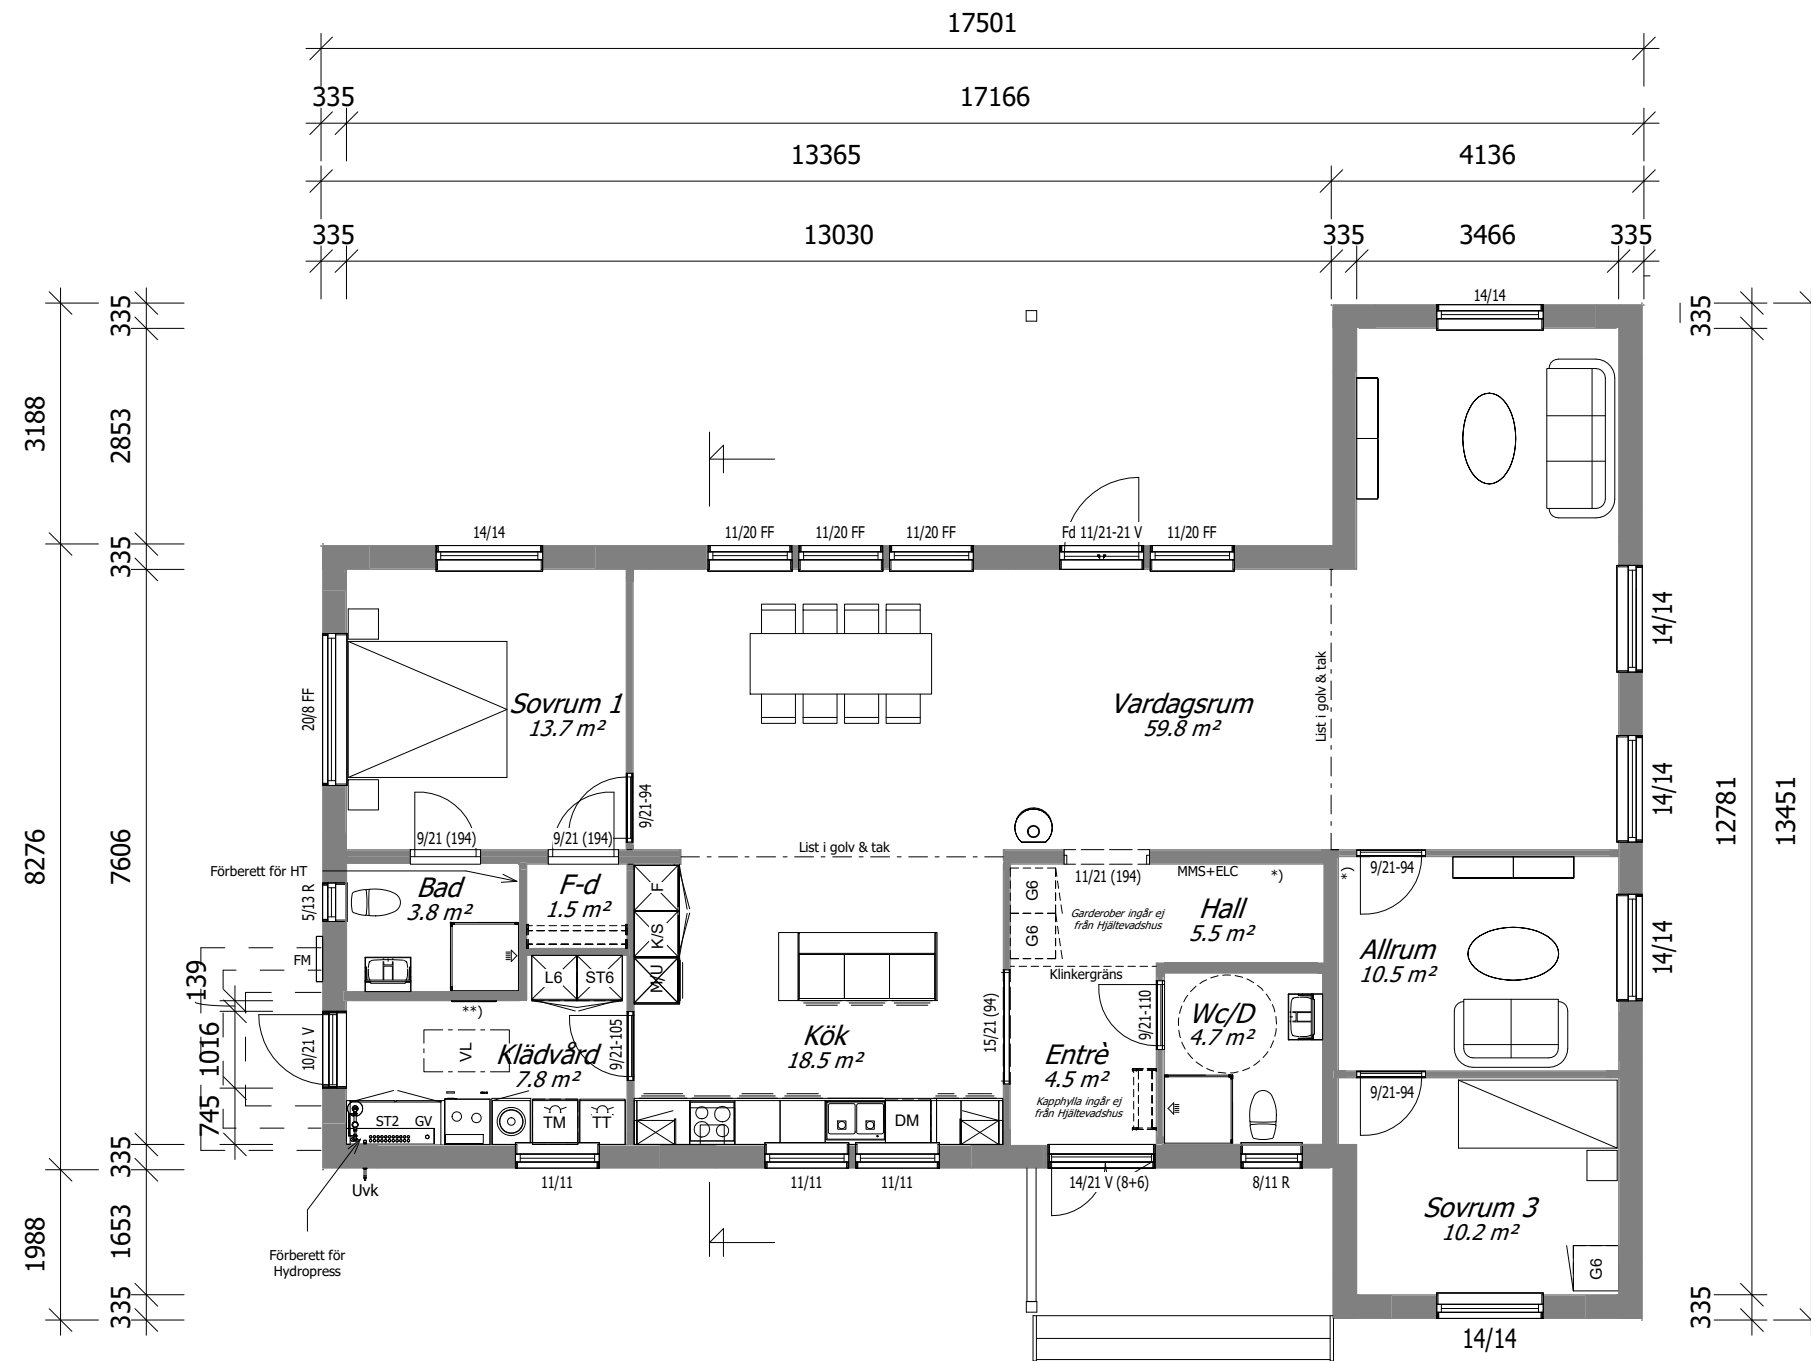 17501
335
17166
13365
4136
335
13030
335
3466
335
335
3188
2853
335
8276
7606
139
1016
745
335
1988
1653
335
335
12781
13451
335
14/14
14/14
11/20 FF
11/20 FF
11/20 FF
Fd 11/21-21 V
11/20 FF
14/14
14/14
14/14
20/8 FF
Sovrum 1
13.7 m²
Vardagsrum
59.8 m²
List i golv & tak
9/21-94
9/21 (194)
9/21 (194)
List i golv & tak
Förberett för HT
5/13 R
Bad
3.8 m²
F-d
1.5 m²
F
K/S
M/U
L6
ST6
FM
G6
G6
11/21 (194)
MMS+ELC
*)
*)
9/21-94
Garderober ingår ej
från Hjältevadshus
Hall
5.5 m²
Klinkergräns
Allrum
10.5 m²
10/21 V
**)
VL
Klädvård
7.8 m²
9/21-105
Kök
18.5 m²
15/21 (94)
Entrè
4.5 m²
Kapphylla ingår ej
från Hjältevadshus
9/21-110
Wc/D
4.7 m²
9/21-94
ST2
GV
TM
TT
DM
Uvk
11/11
11/11
11/11
14/21 V (8+6)
8/11 R
Förberett för
Hydropress
Sovrum 3
10.2 m²
G6
14/14